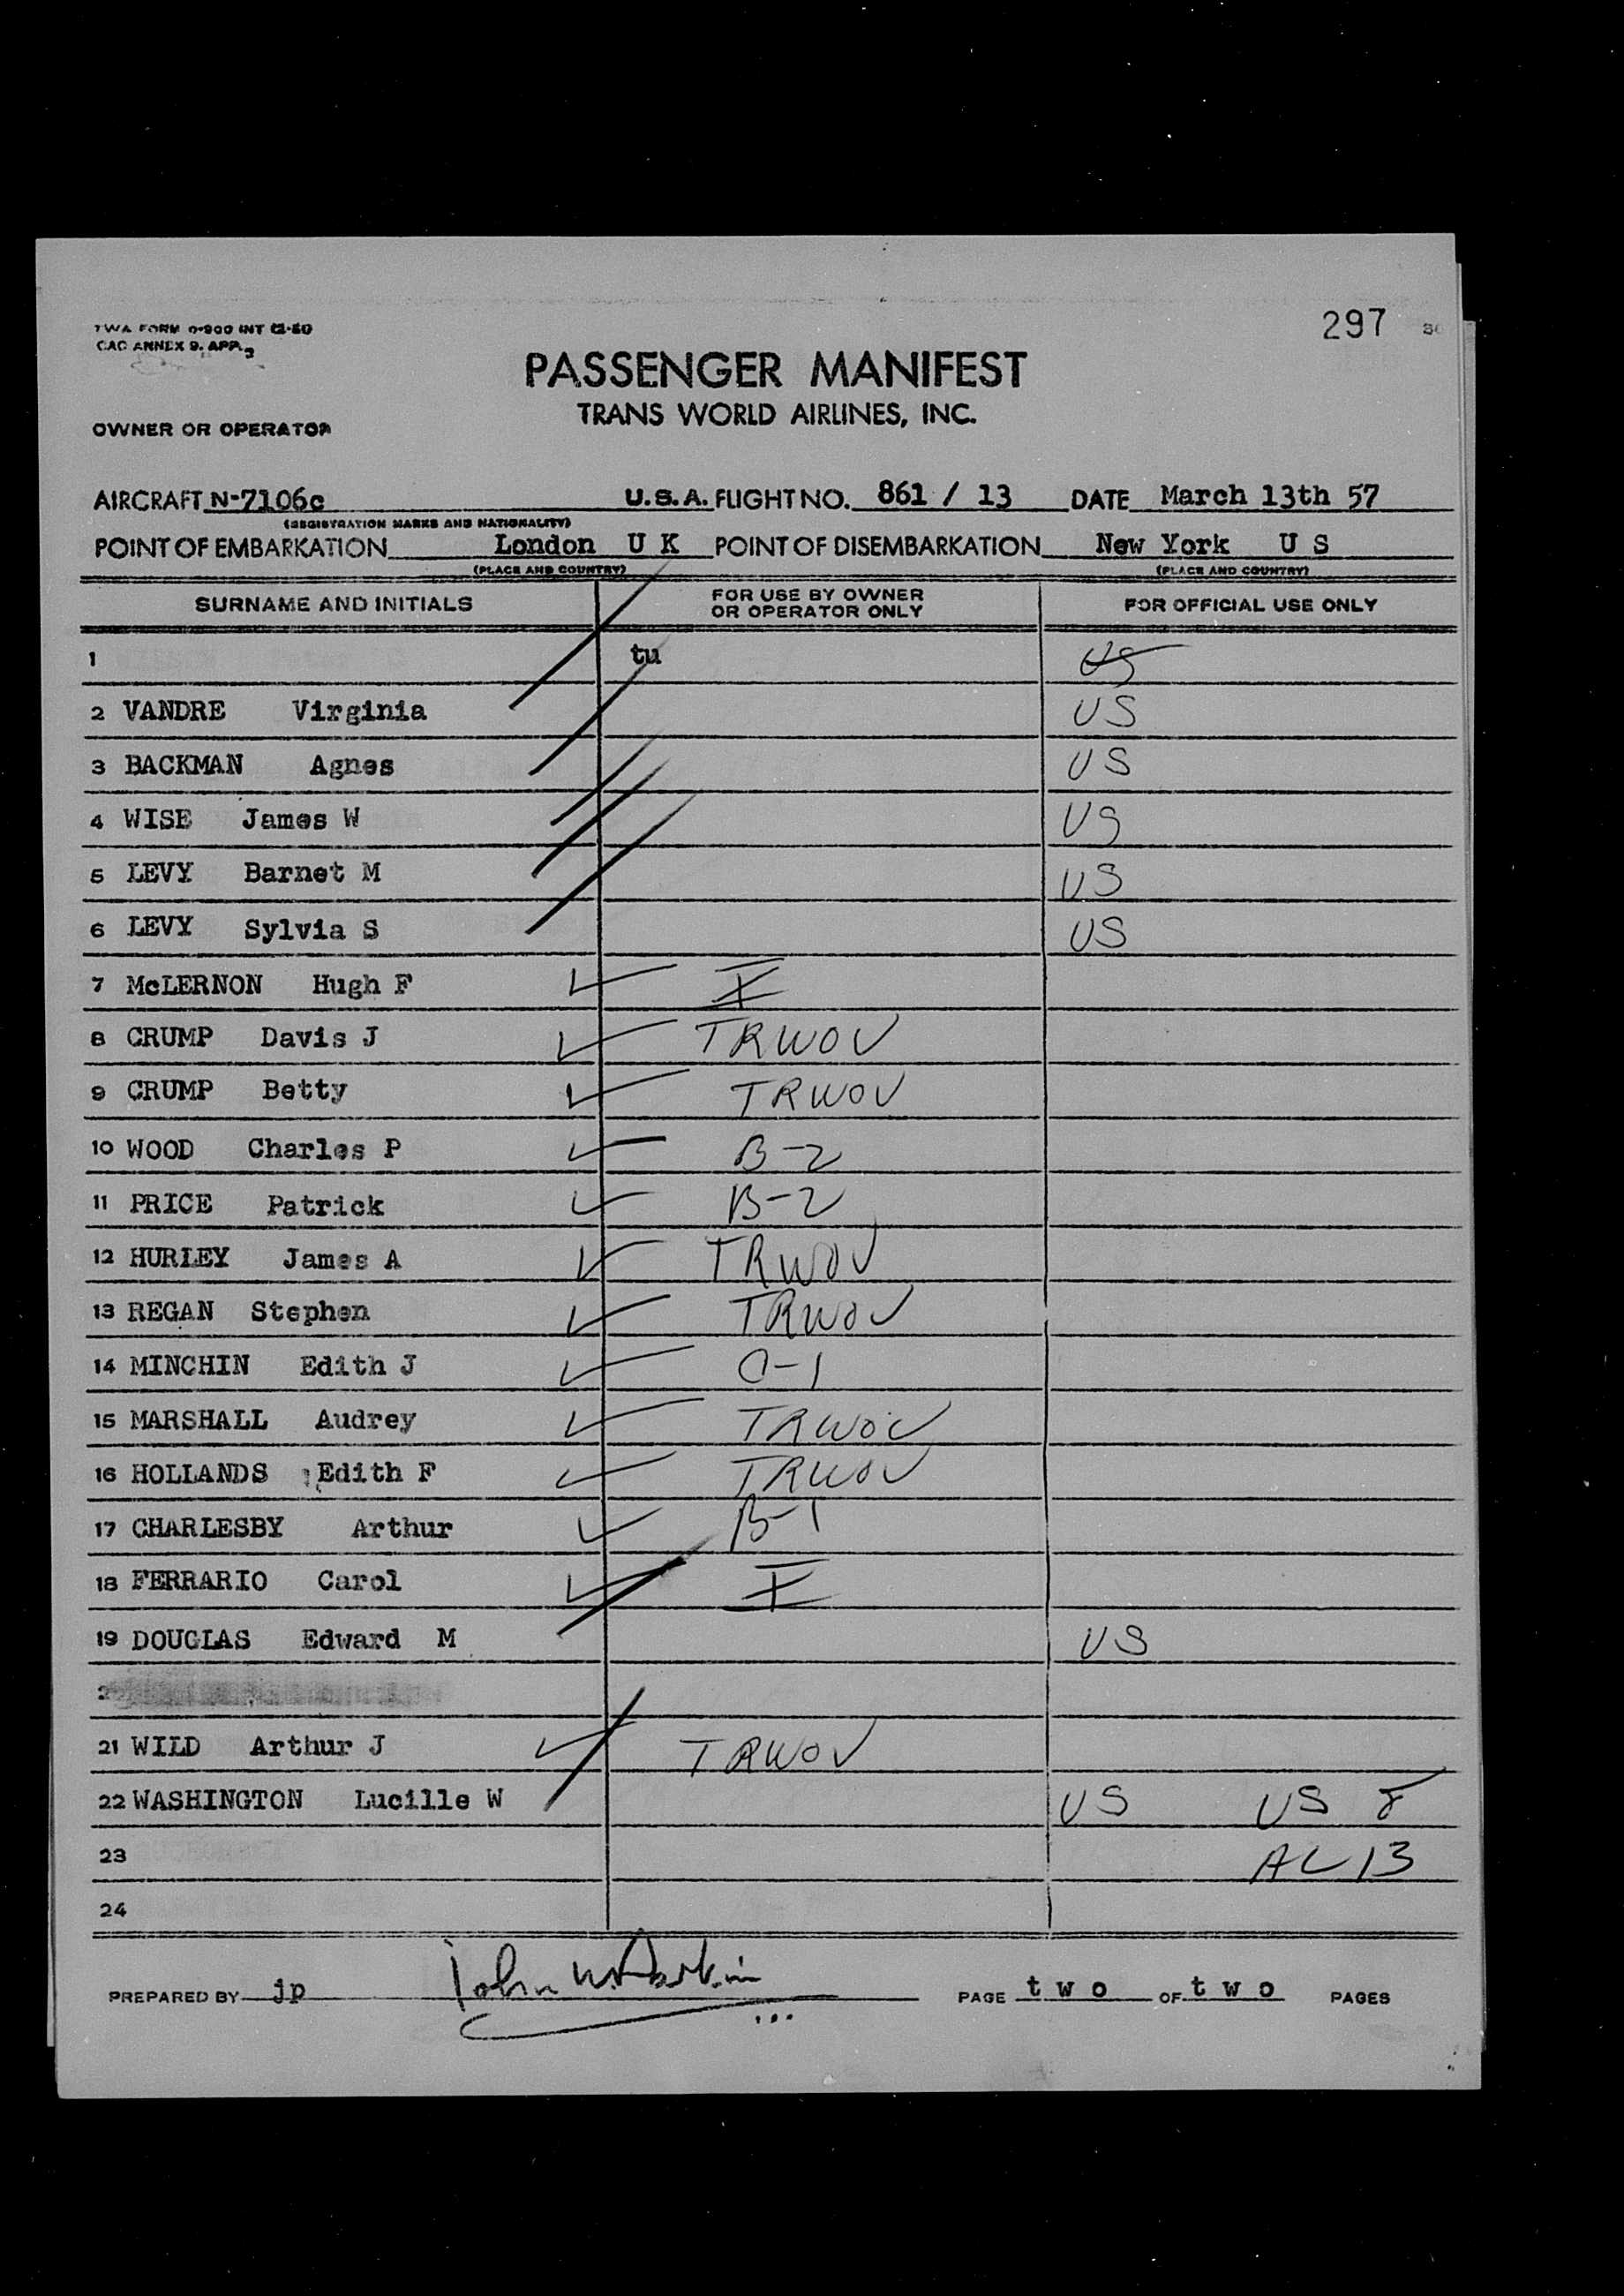 297
TWA FORM 0-900 INT 12-50
CAO ANNEX 9. APP. 3
PASSENGER MANIFEST
TRANS WORLD AIRLINES, INC.
OWNER OR OPERATOR
AIRCRAFT N-7106c U.S.A. FLIGHT NO. 861 / 13 DATE March 13th 57
(REGISTRATION MARKS AND NATIONALITY)
POINT OF EMBARKATION London U K POINT OF DISEMBARKATION New York U S
(PLACE AND COUNTRY) (PLACE AND COUNTRY)
SURNAME AND INITIALS FOR USE BY OWNER OR OPERATOR ONLY FOR OFFICIAL USE ONLY
1 tu US
2 VANDRE Virginia US
3 BACKMAN Agnes US
4 WISE James W US
5 LEVY Barnet M US
6 LEVY Sylvia S US
7 McLERNON Hugh F I
8 CRUMP Davis J TRWOV
9 CRUMP Betty TRWOV
10 WOOD Charles P B-2
11 PRICE Patrick B-2
12 HURLEY James A TRWOV
13 REGAN Stephen TRWOV
14 MINCHIN Edith J C-1
15 MARSHALL Audrey TRWOV
16 HOLLANDS Edith F TRWOV
17 CHARLESBY Arthur B-1
18 FERRARIO Carol I
19 DOUGLAS Edward M US
21 WILD Arthur J TRWOV
22 WASHINGTON Lucille W US US 8
23 AL 13
24
PREPARED BY jp John PAGE two OF two PAGES